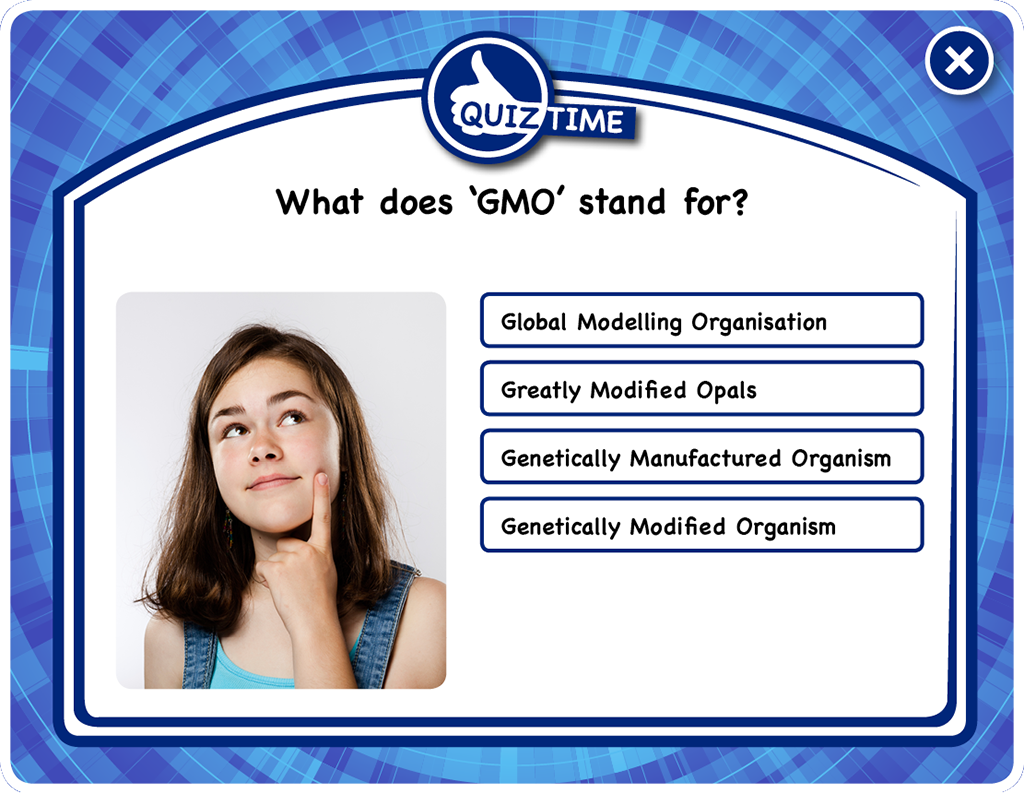 QUIZ TIME
What does ‘GMO’ stand for?
Global Modelling Organisation
Greatly Modified Opals
Genetically Manufactured Organism
Genetically Modified Organism